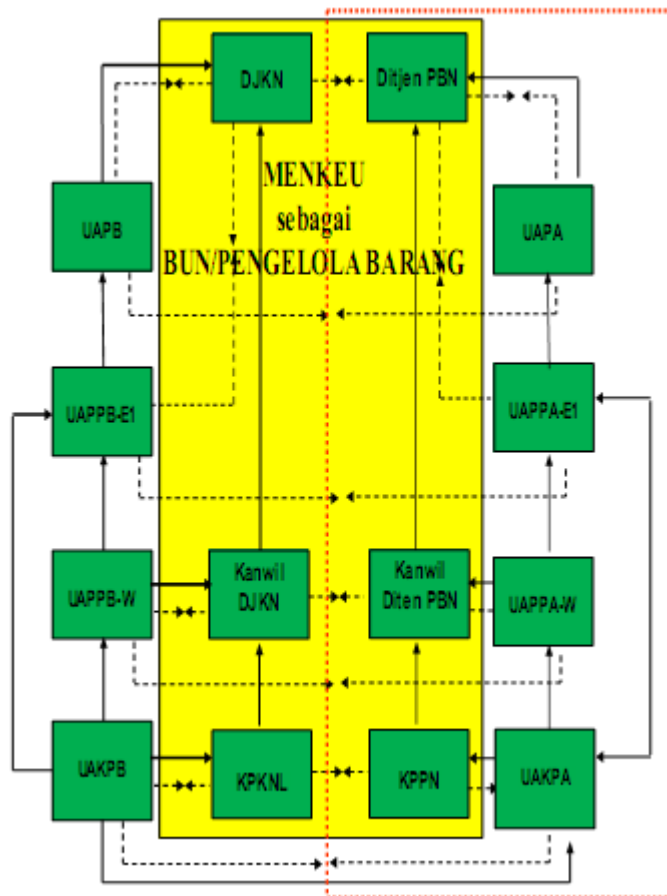 DJKN
Ditjen PBN
MENKEU
sebagai
BUN/PENGELOLA BARANG
UAPB
UAPA
UAPPB-E1
UAPPA-E1
UAPPB-W
Kanwil
DJKN
Kanwil
Diten PBN
UAPPA-W
UAKPB
KPKNL
KPPN
UAKPA